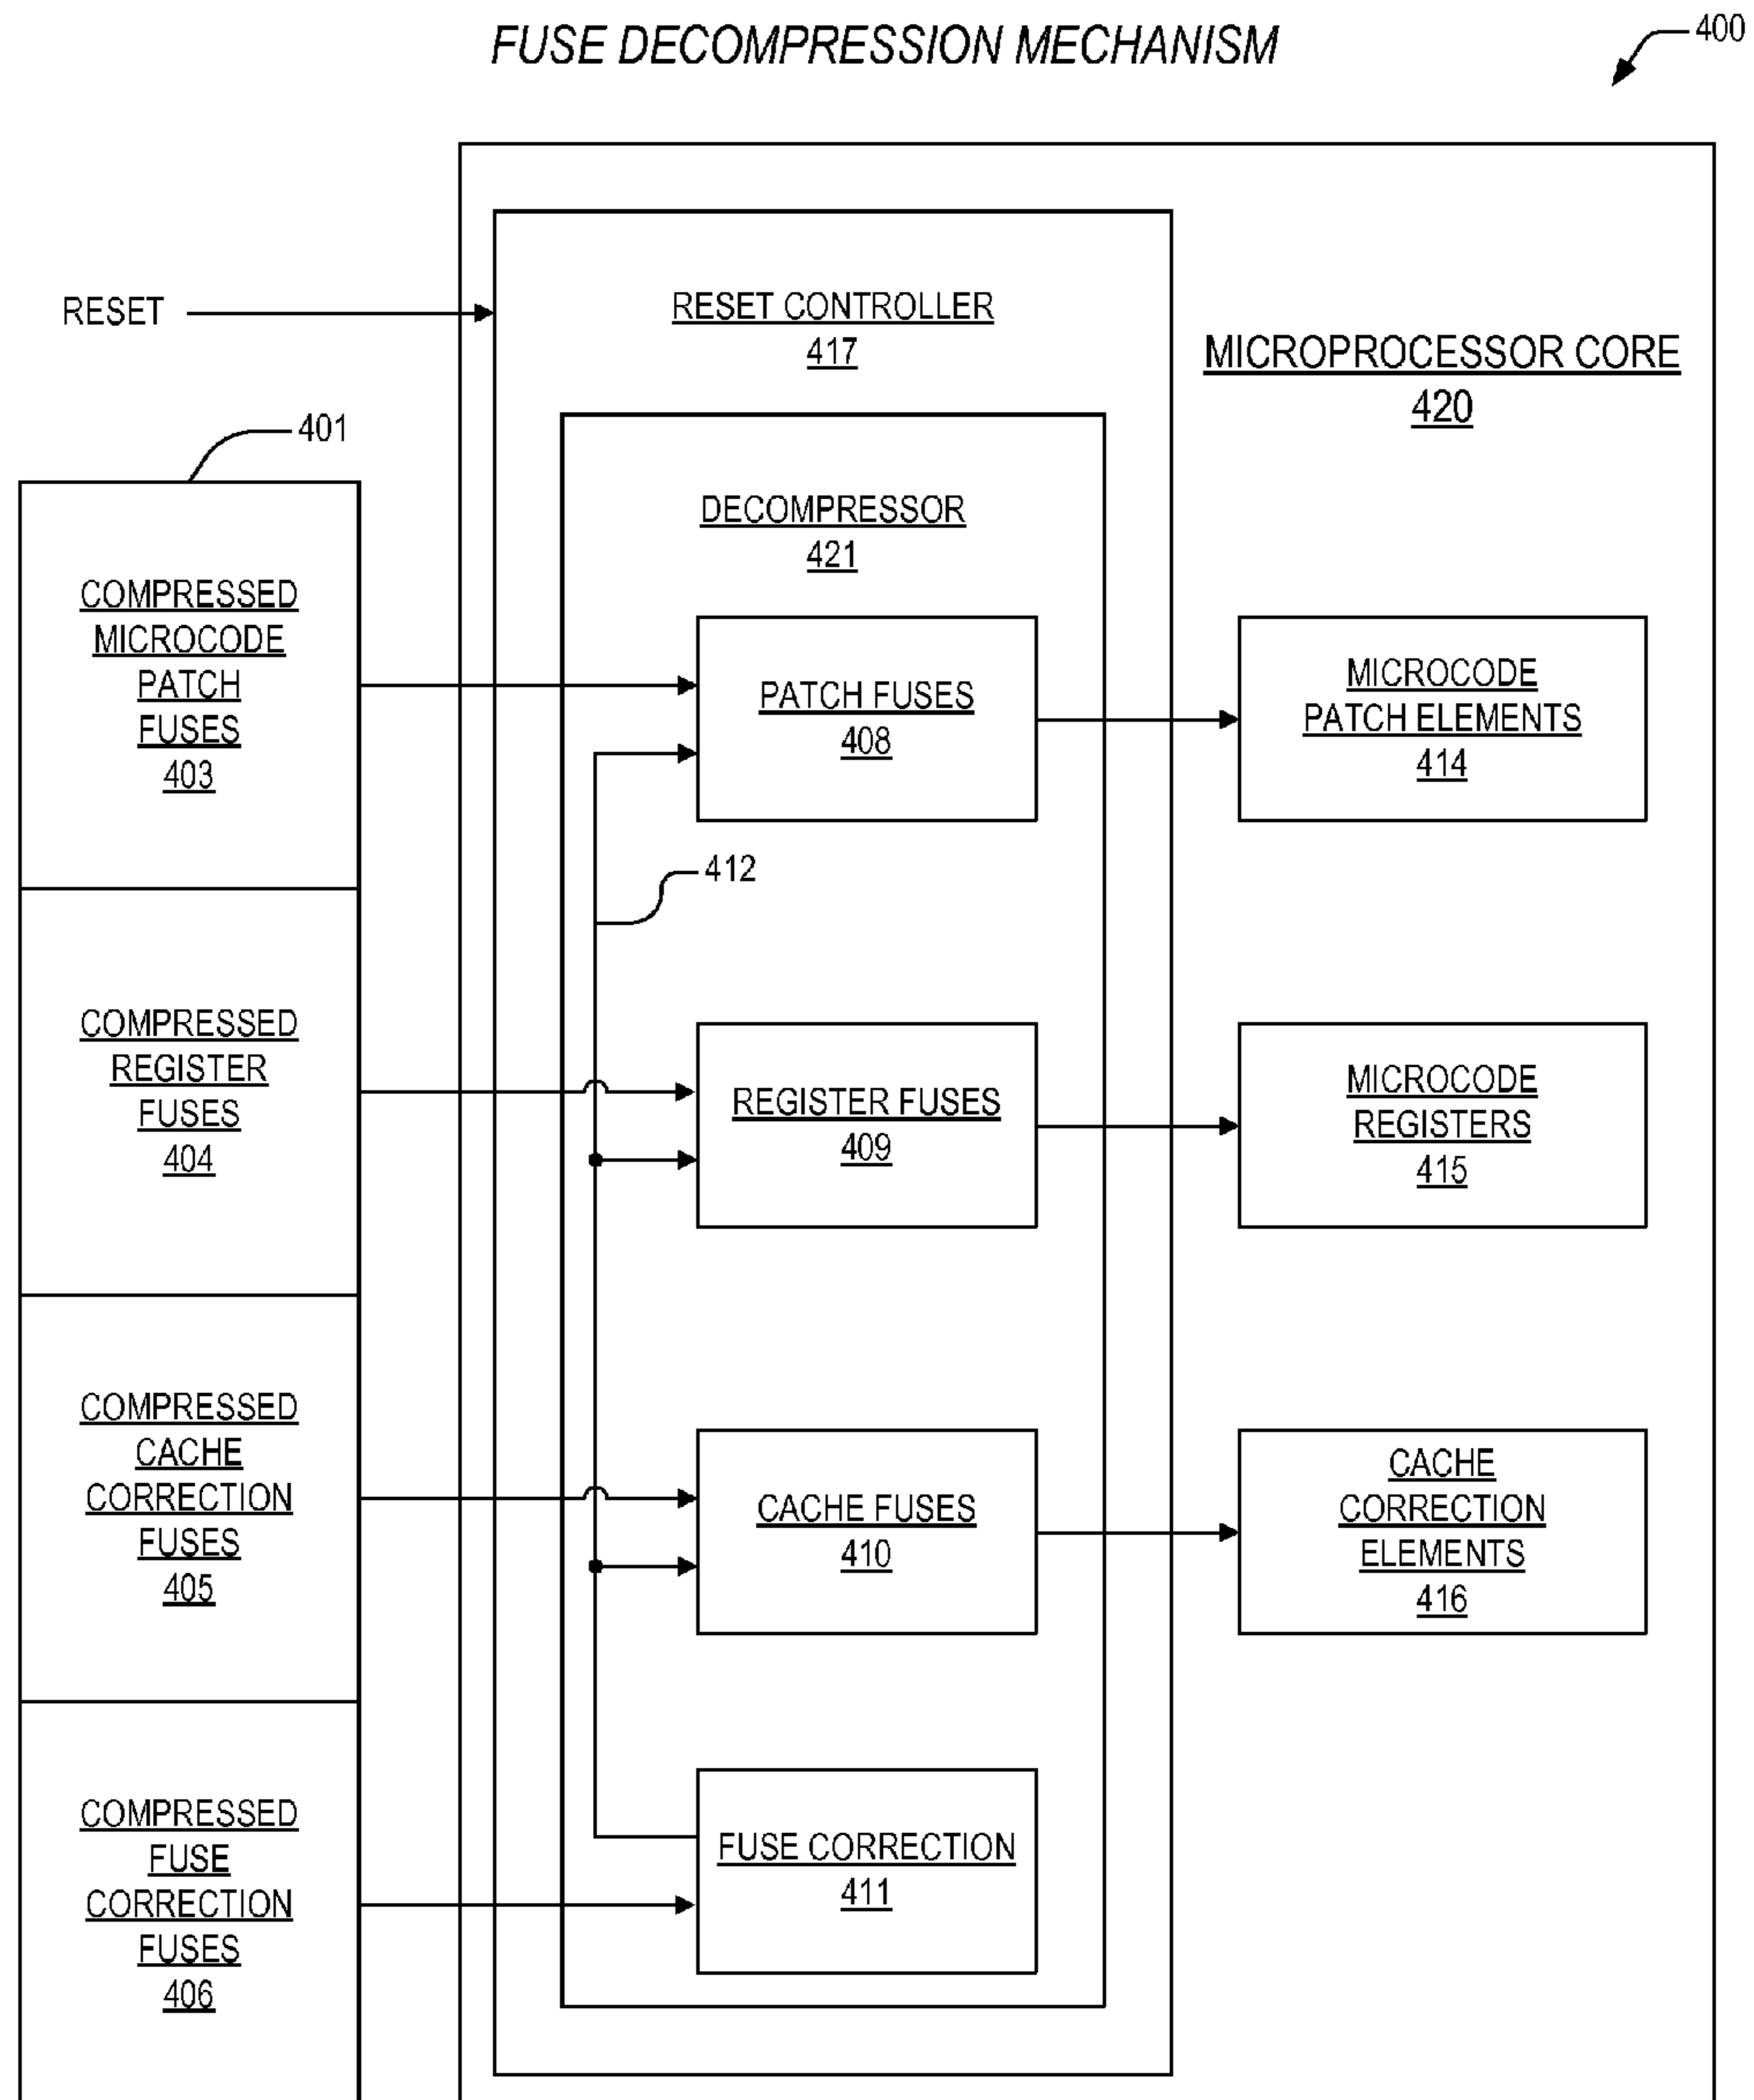 FUSE DECOMPRESSION MECHANISM
400
RESET
RESET CONTROLLER
417
MICROPROCESSOR CORE
420
401
DECOMPRESSOR
421
COMPRESSED
MICROCODE
PATCH
FUSES
403
PATCH FUSES
408
MICROCODE
PATCH ELEMENTS
414
412
COMPRESSED
REGISTER
FUSES
404
REGISTER FUSES
409
MICROCODE
REGISTERS
415
COMPRESSED
CACHE
CORRECTION
FUSES
405
CACHE FUSES
410
CACHE
CORRECTION
ELEMENTS
416
COMPRESSED
FUSE
CORRECTION
FUSES
406
FUSE CORRECTION
411